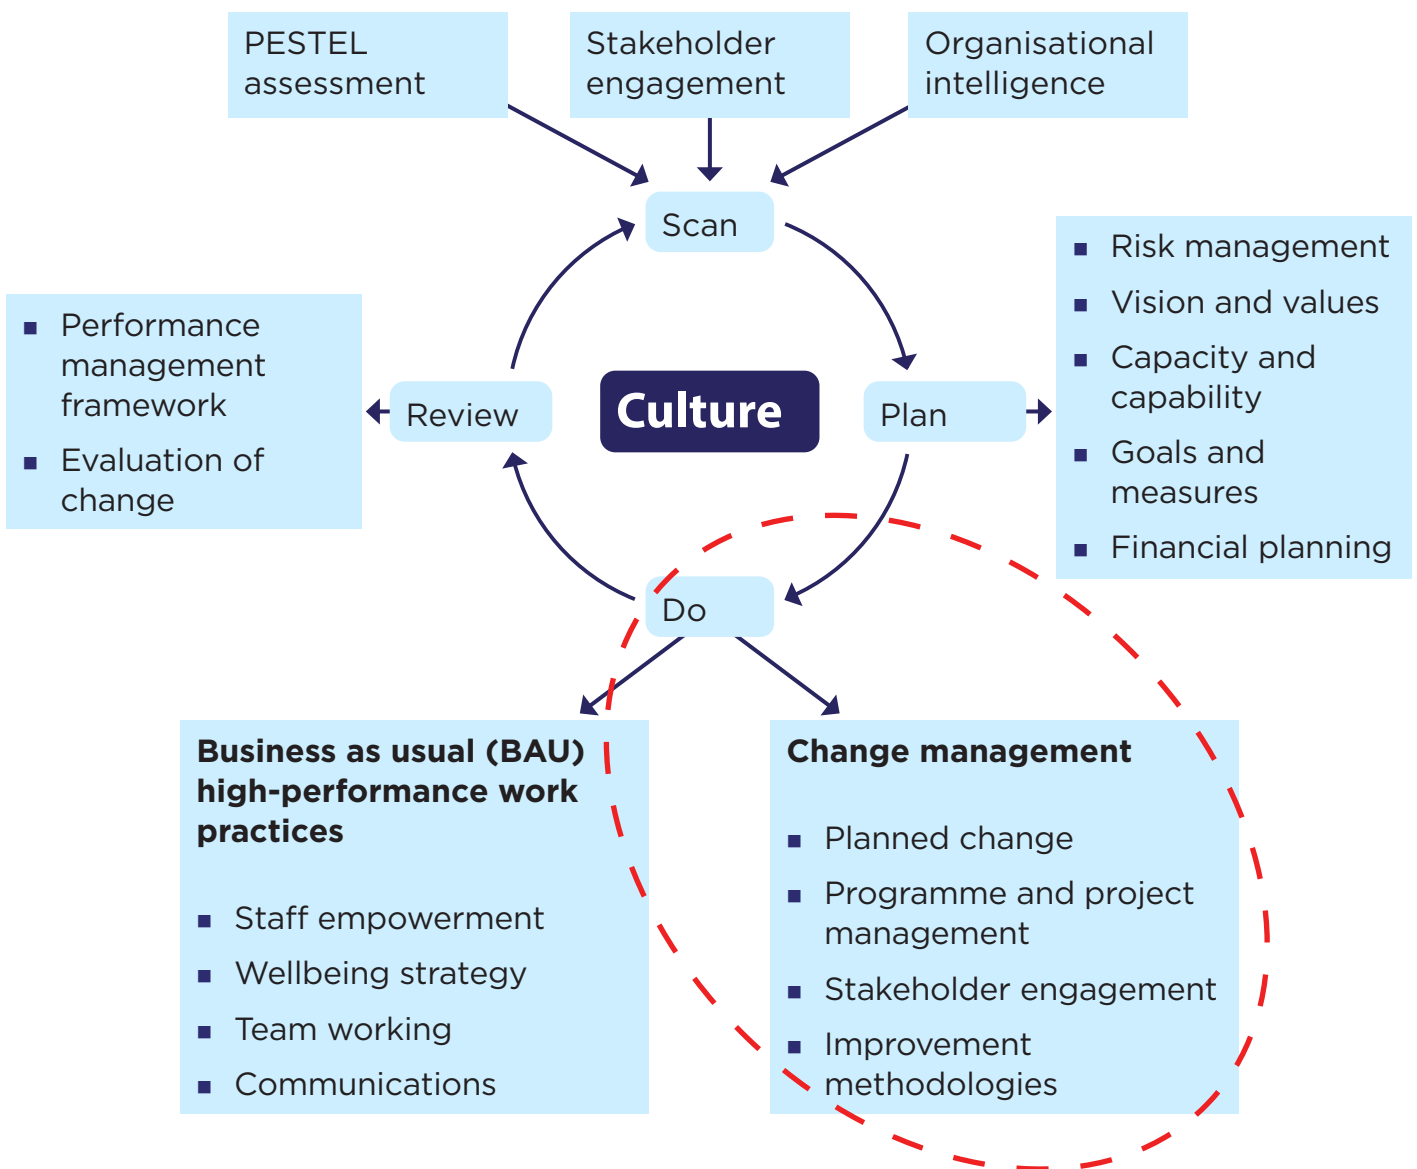 PESTEL
assessment
Stakeholder
engagement
Organisational
intelligence
Scan
Risk management
Vision and values
Capacity and
capability
Goals and
measures
Financial planning
Performance
management
framework
Evaluation of
change
Review
Culture
Plan
Do
Business as usual (BAU)
high-performance work
practices
Staff empowerment
Wellbeing strategy
Team working
Communications
Change management
Planned change
Programme and project
management
Stakeholder engagement
Improvement
methodologies